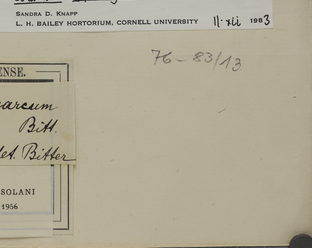 SANDRA D. KNAPP
L. H. BAILEY HORTORIUM, CORNELL UNIVERSITY 11·xii 1983
76-83/13
ENSE.
arcum
Bitt.
det. Bitter
SOLANI
1956